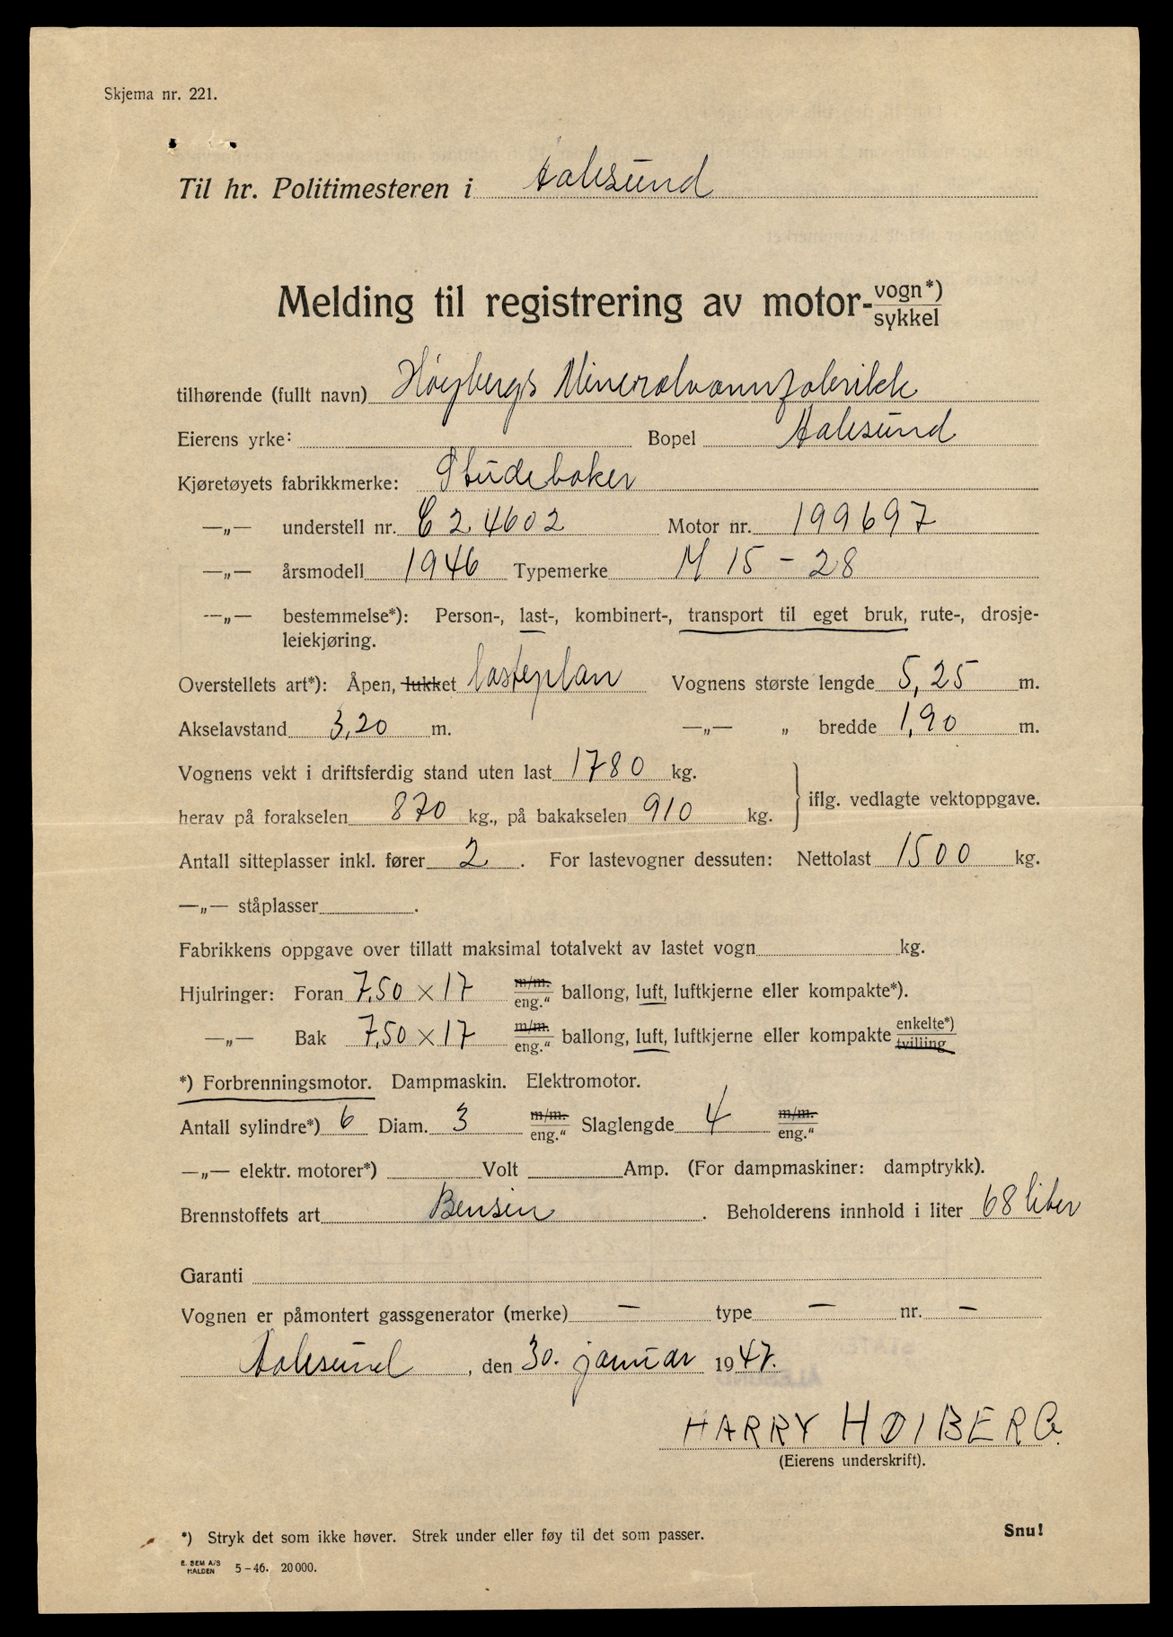 Skjema nr. 221.
Til hr. Politimesteren i Aalesund
Melding til registrering av motor-vogn*)
sykkel
tilhørende (fullt navn) Høybergs Mineralvannfabrikk
Eierens yrke: Bopel Aalesund
Kjøretøyets fabrikkmerke: Studebaker
—„— understell nr. C 24602 Motor nr. 199697
—„— årsmodell 1946 Typemerke M 15 - 28
—„— bestemmelse*): Person-, last-, kombinert-, transport til eget bruk, rute-, drosje-
leiekjøring.
Overstellets art*): Åpen, lukket lasteplan Vognens største lengde 5,25 m.
Akselavstand 3,20 m. —„— „ bredde 1,90 m.
Vognens vekt i driftsferdig stand uten last 1780 kg.
herav på forakselen 870 kg., på bakakselen 910 kg. iflg. vedlagte vektoppgave.
Antall sitteplasser inkl. fører 2. For lastevogner dessuten: Nettolast 1500 kg.
—„— ståplasser .
Fabrikkens oppgave over tillatt maksimal totalvekt av lastet vogn kg.
Hjulringer: Foran 7,50 × 17 m/m. eng.“ ballong, luft, luftkjerne eller kompakte*).
—„— Bak 7,50 × 17 m/m. eng.“ ballong, luft, luftkjerne eller kompakte enkelte*) tvilling
*) Forbrenningsmotor. Dampmaskin. Elektromotor.
Antall sylindre*) 6 Diam. 3 m/m. eng.“ Slaglengde 4 m/m. eng.“
—„— elektr. motorer*) Volt Amp. (For dampmaskiner: damptrykk).
Brennstoffets art Bensin . Beholderens innhold i liter 68 liter
Garanti
Vognen er påmontert gassgenerator (merke) — type — nr. —
Aalesund, den 30. januar 1947.
HARRY HØIBERG.
(Eierens underskrift).
*) Stryk det som ikke høver. Strek under eller føy til det som passer. Snu!
E. SEM A/S
HALDEN 5-46. 20000.